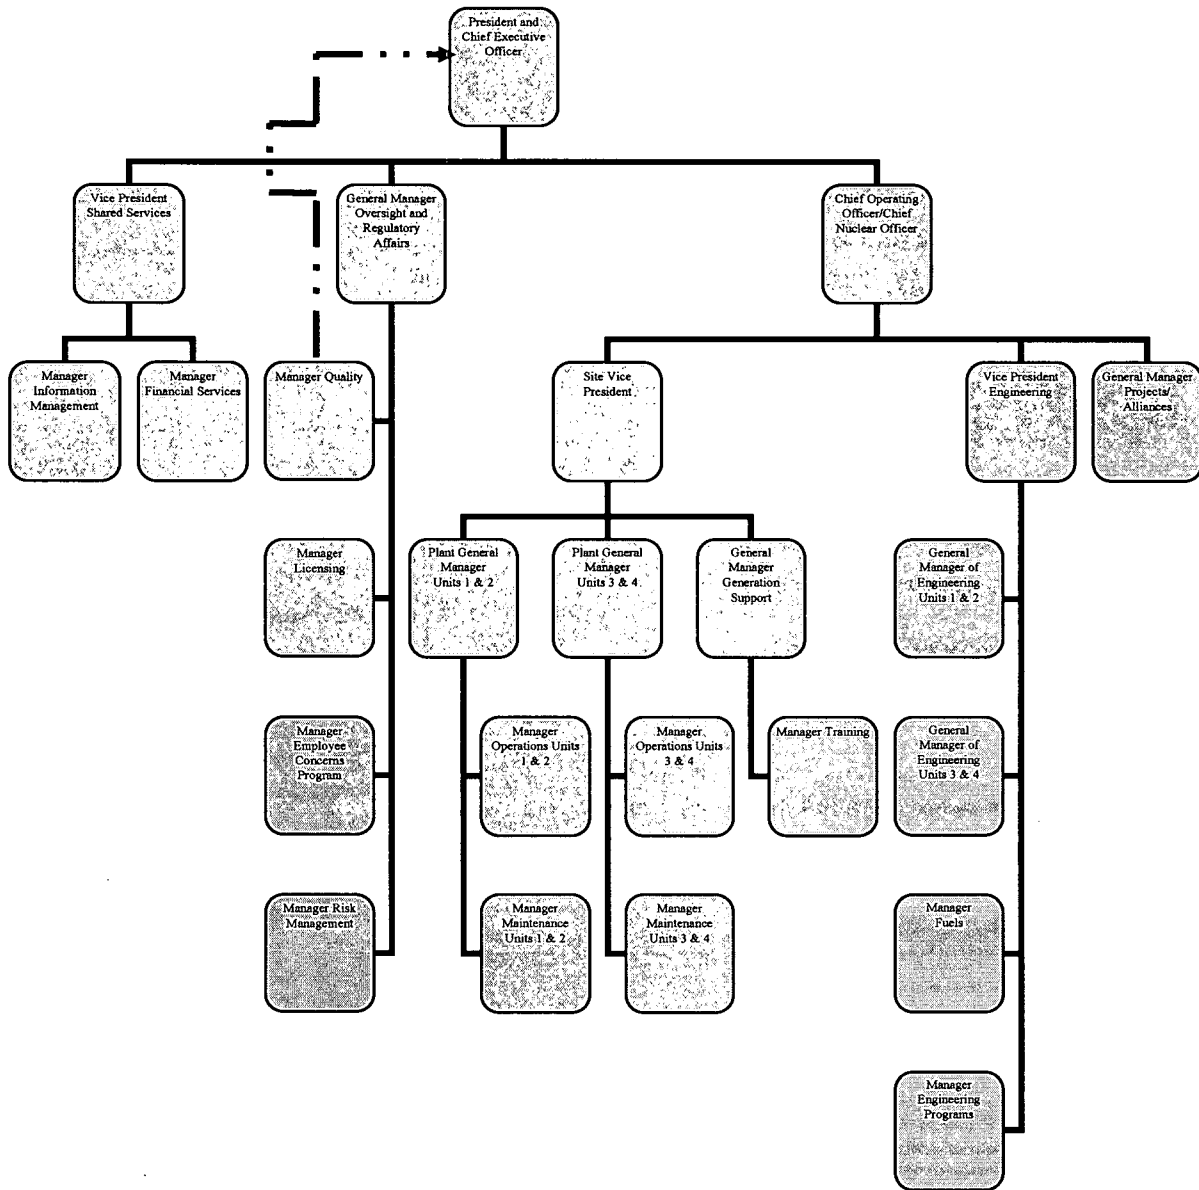 President and
Chief Executive
Officer
Vice President
Shared Services
General Manager
Oversight and
Regulatory
Affairs
Chief Operating
Officer/Chief
Nuclear Officer
Manager
Information
Management
Manager
Financial Services
Manager Quality
Site Vice
President
Vice President
Engineering
General Manager
Projects/
Alliances
Manager
Licensing
Plant General
Manager
Units 1 & 2
Plant General
Manager
Units 3 & 4
General
Manager
Generation
Support
General
Manager of
Engineering
Units 1 & 2
Manager
Employee
Concerns
Program
Manager
Operations Units
1 & 2
Manager
Operations Units
3 & 4
Manager Training
General
Manager of
Engineering
Units 3 & 4
Manager Risk
Management
Manager
Maintenance
Units 1 & 2
Manager
Maintenance
Units 3 & 4
Manager
Fuels
Manager
Engineering
Programs